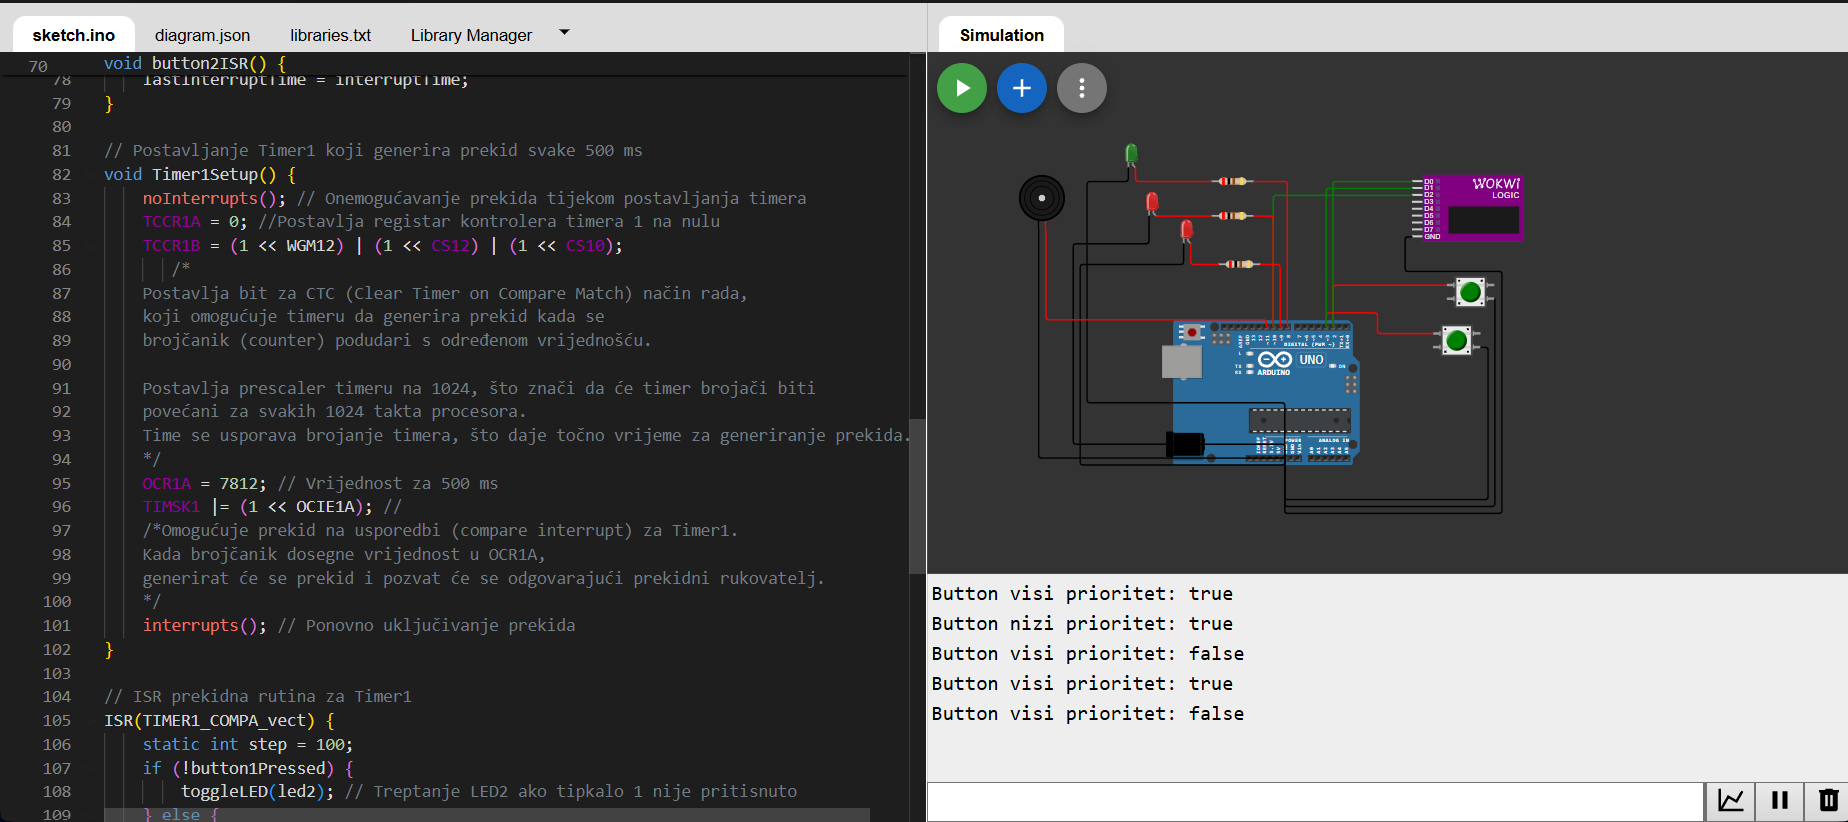 sketch.ino diagram.json libraries.txt Library Manager
Simulation
70 void button2ISR() {
78 lastInterruptTime = interruptTime;
79 }
80
81 // Postavljanje Timer1 koji generira prekid svake 500 ms
82 void Timer1Setup() {
83 noInterrupts(); // Onemogućavanje prekida tijekom postavljanja timera
84 TCCR1A = 0; //Postavlja registar kontrolera timera 1 na nulu
85 TCCR1B = (1 << WGM12) | (1 << CS12) | (1 << CS10);
86 /*
87 Postavlja bit za CTC (Clear Timer on Compare Match) način rada,
88 koji omogućuje timeru da generira prekid kada se
89 brojčanik (counter) podudari s određenom vrijednošću.
90
91 Postavlja prescaler timeru na 1024, što znači da će timer brojači biti
92 povećani za svakih 1024 takta procesora.
93 Time se usporava brojanje timera, što daje točno vrijeme za generiranje prekida.
94 */
95 OCR1A = 7812; // Vrijednost za 500 ms
96 TIMSK1 |= (1 << OCIE1A); //
97 /*Omogućuje prekid na usporedbi (compare interrupt) za Timer1.
98 Kada brojčanik dosegne vrijednost u OCR1A,
99 generirat će se prekid i pozvat će se odgovarajući prekidni rukovatelj.
100 */
101 interrupts(); // Ponovno uključivanje prekida
102 }
103
104 // ISR prekidna rutina za Timer1
105 ISR(TIMER1_COMPA_vect) {
106 static int step = 100;
107 if (!button1Pressed) {
108 toggleLED(led2); // Treptanje LED2 ako tipkalo 1 nije pritisnuto
109 } else {
WOKWI
LOGIC
D0
D1
D2
D3
D4
D5
D6
D7
GND
DIGITAL (PWM ~)
UNO
ARDUINO
L
TX
RX
ON
POWER
ANALOG IN
Button visi prioritet: true
Button nizi prioritet: true
Button visi prioritet: false
Button visi prioritet: true
Button visi prioritet: false